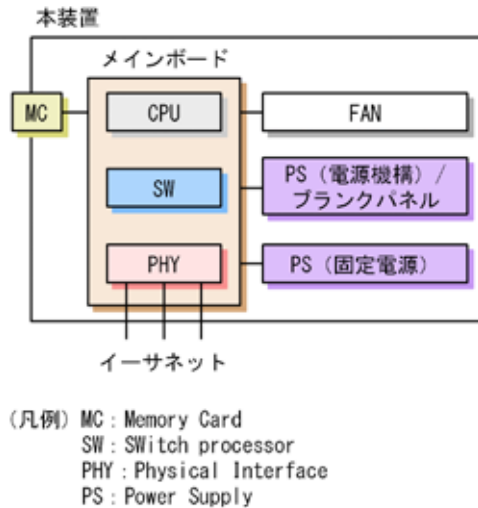 本装置
メインボード
MC
CPU
FAN
SW
PS（電源機構）/
ブランクパネル
PHY
PS（固定電源）
イーサネット
（凡例）MC：Memory Card
SW：SWitch processor
PHY：Physical Interface
PS：Power Supply